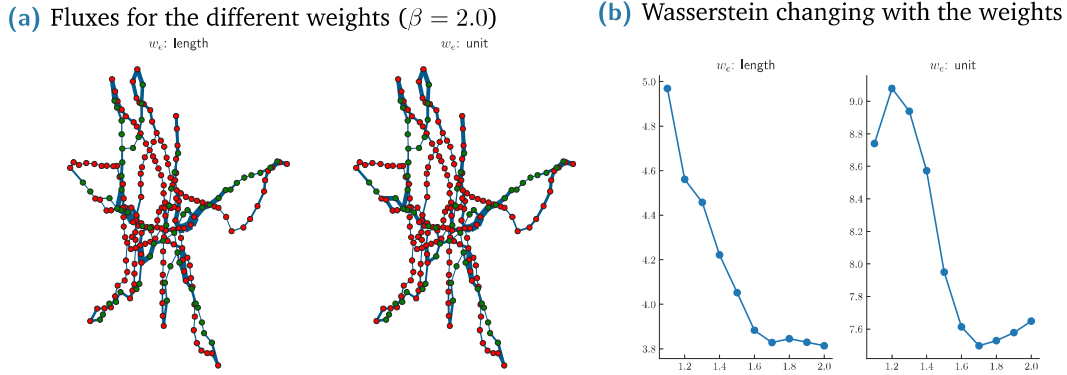 (a) Fluxes for the different weights (β = 2.0)
w_e: length
w_e: unit
(b) Wasserstein changing with the weights
w_e: length
5.0
4.8
4.6
4.4
4.2
4.0
3.8
1.2 1.4 1.6 1.8 2.0
w_e: unit
9.0
8.8
8.6
8.4
8.2
8.0
7.8
7.6
1.2 1.4 1.6 1.8 2.0